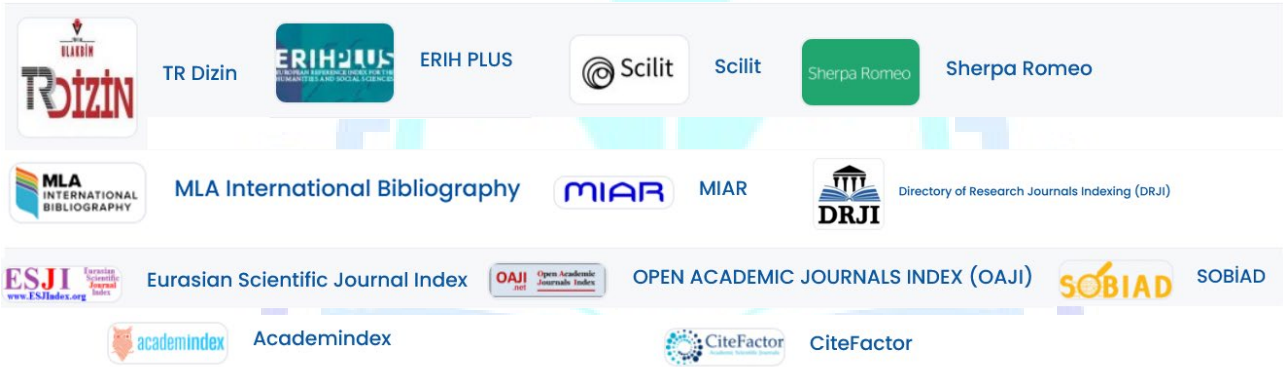 ULAKBİM
TRDİZİN
TR Dizin
ERIHPLUS
EUROPEAN REFERENCE INDEX FOR THE
HUMANITIES AND SOCIAL SCIENCES
ERIH PLUS
Scilit
Scilit
Sherpa Romeo
Sherpa Romeo
MLA
INTERNATIONAL
BIBLIOGRAPHY
MLA International Bibliography
MIAR
MIAR
DRJI
Directory of Research Journals Indexing (DRJI)
ESJI
Eurasian
Scientific
Journal
Index
www.ESJIndex.org
Eurasian Scientific Journal Index
OAJI
.net
Open Academic
Journals Index
OPEN ACADEMIC JOURNALS INDEX (OAJI)
SOBIAD
SOBİAD
academindex
Academindex
CiteFactor
Academic Scientific Journals
CiteFactor